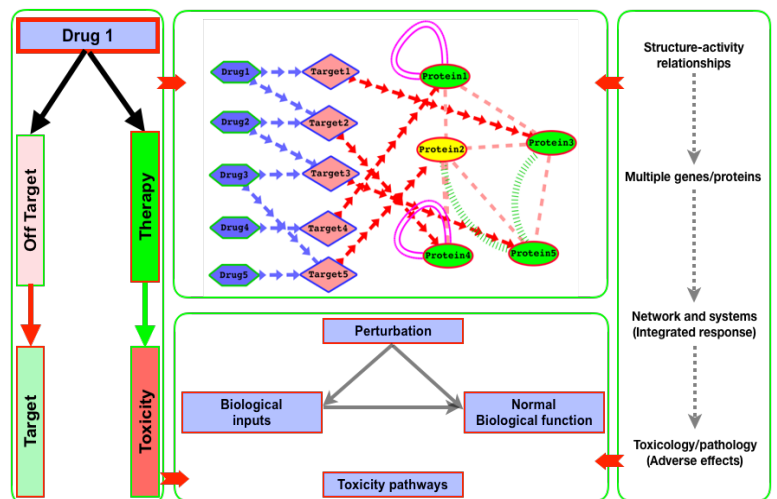 Drug 1
Off Target
Therapy
Target
Toxicity
Drug1
Target1
Protein1
Drug2
Target2
Protein3
Protein2
Drug3
Target3
Drug4
Target4
Protein4
Protein5
Drug5
Target5
Perturbation
Biological
inputs
Normal
Biological function
Toxicity pathways
Structure-activity
relationships
Multiple genes/proteins
Network and systems
(Integrated response)
Toxicology/pathology
(Adverse effects)